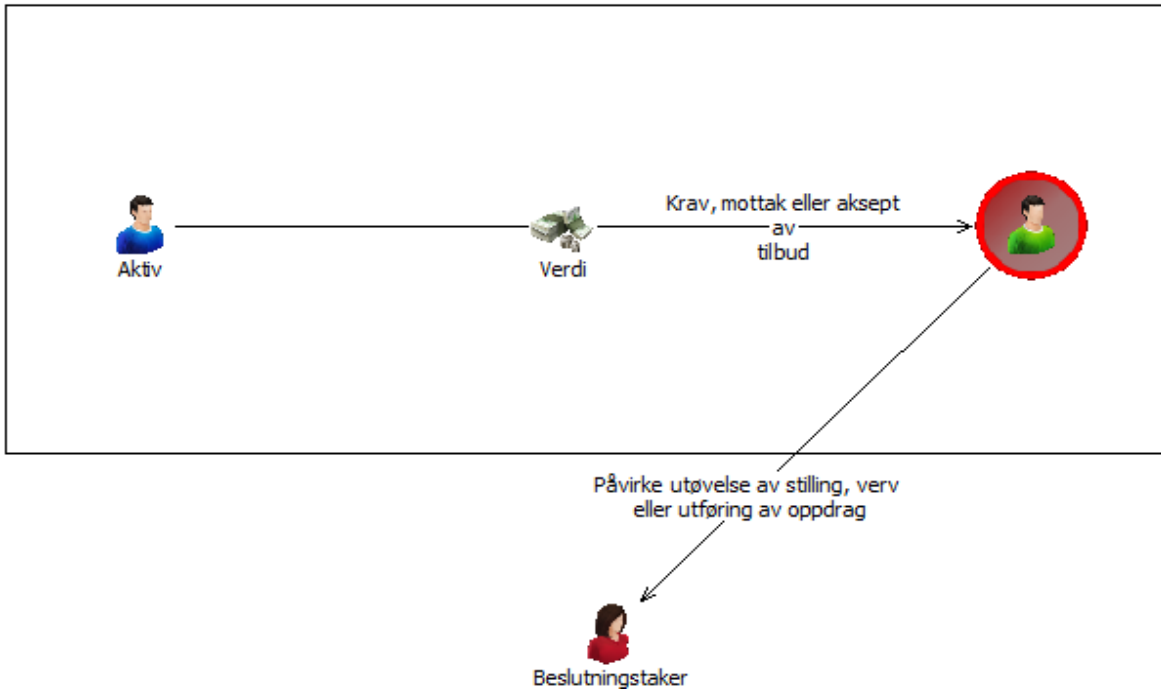 Krav, mottak eller aksept
av
tilbud
Aktiv
Verdi
Påvirke utøvelse av stilling, verv
eller utføring av oppdrag
Beslutningstaker